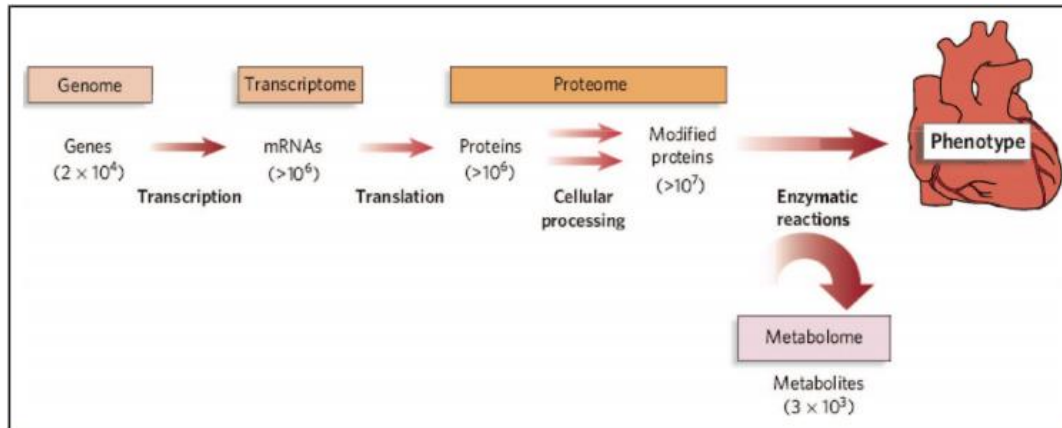 Genome
Transcriptome
Proteome
Genes
(2 × 10⁴)
mRNAs
(>10⁶)
Proteins
(>10⁶)
Modified
proteins
(>10⁷)
Phenotype
Transcription
Translation
Cellular
processing
Enzymatic
reactions
Metabolome
Metabolites
(3 × 10³)